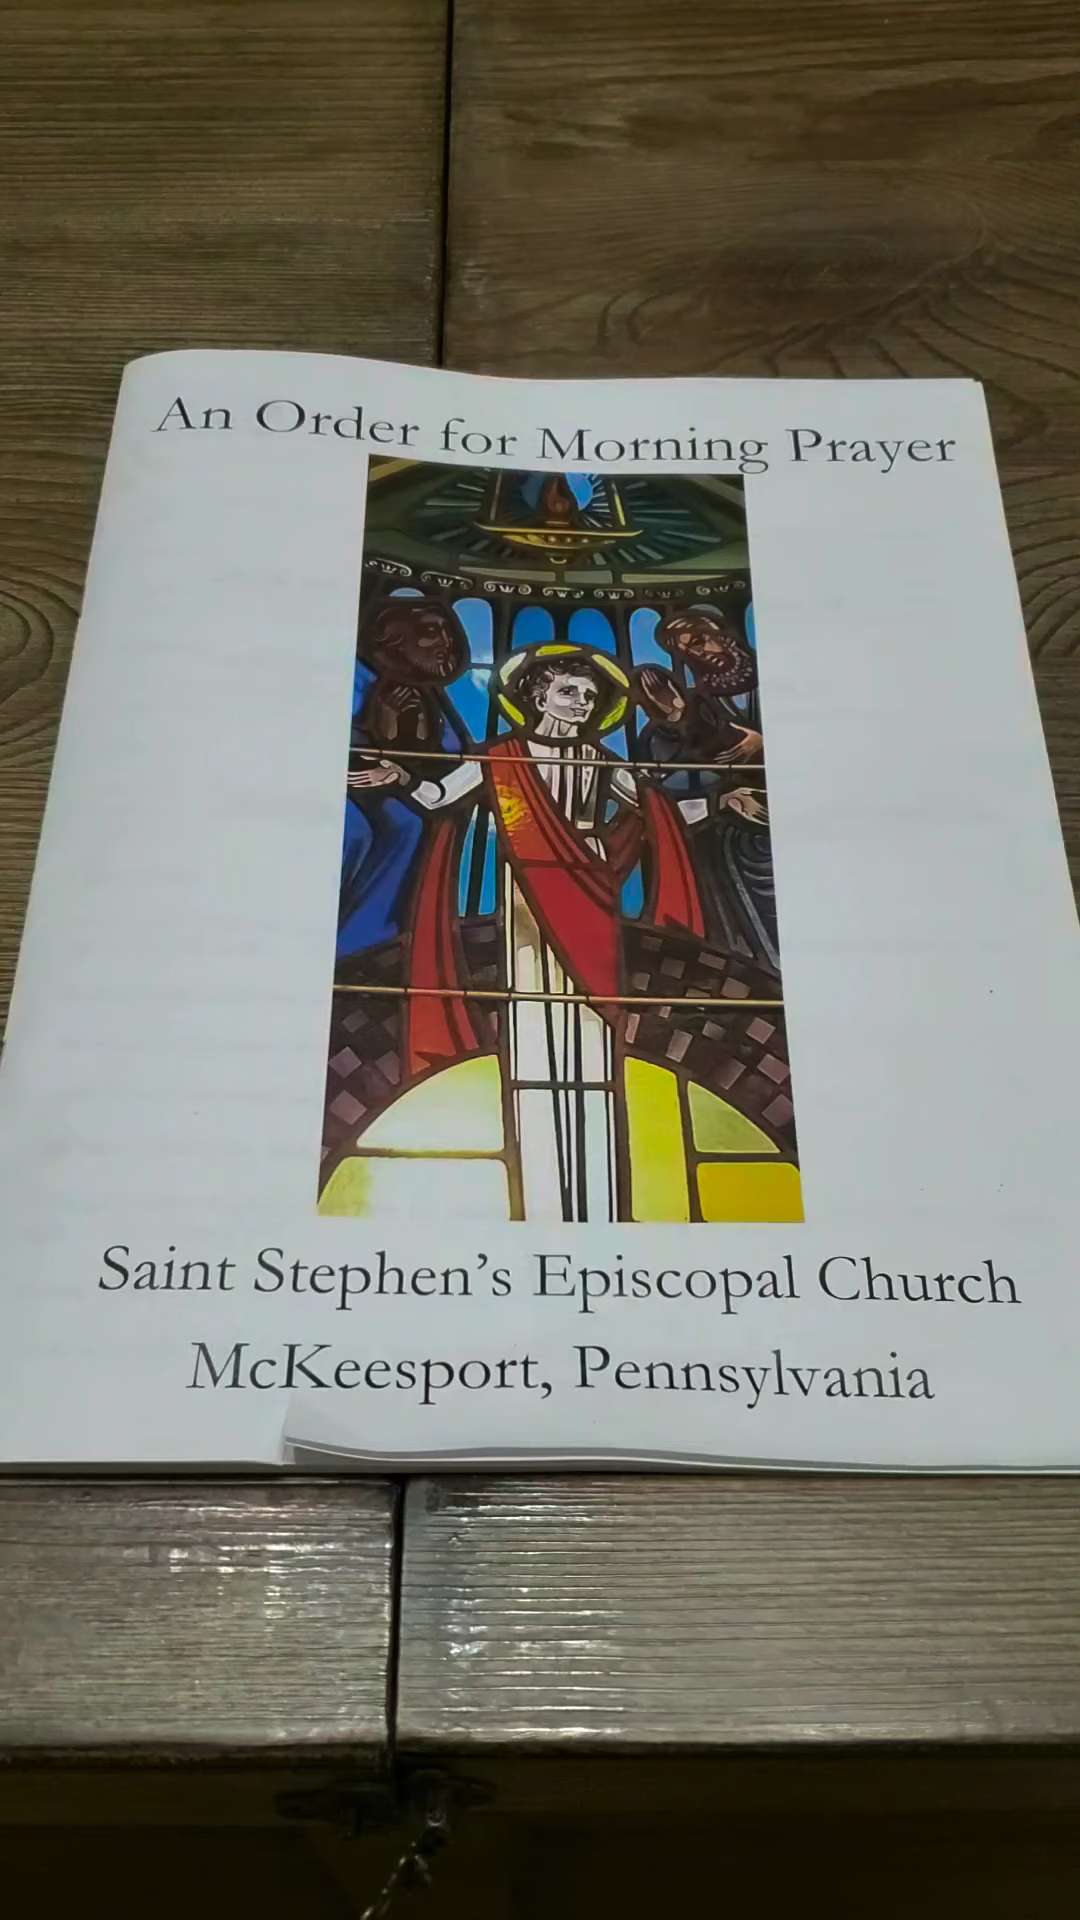 An Order for Morning Prayer
Saint Stephen’s Episcopal Church
McKeesport, Pennsylvania